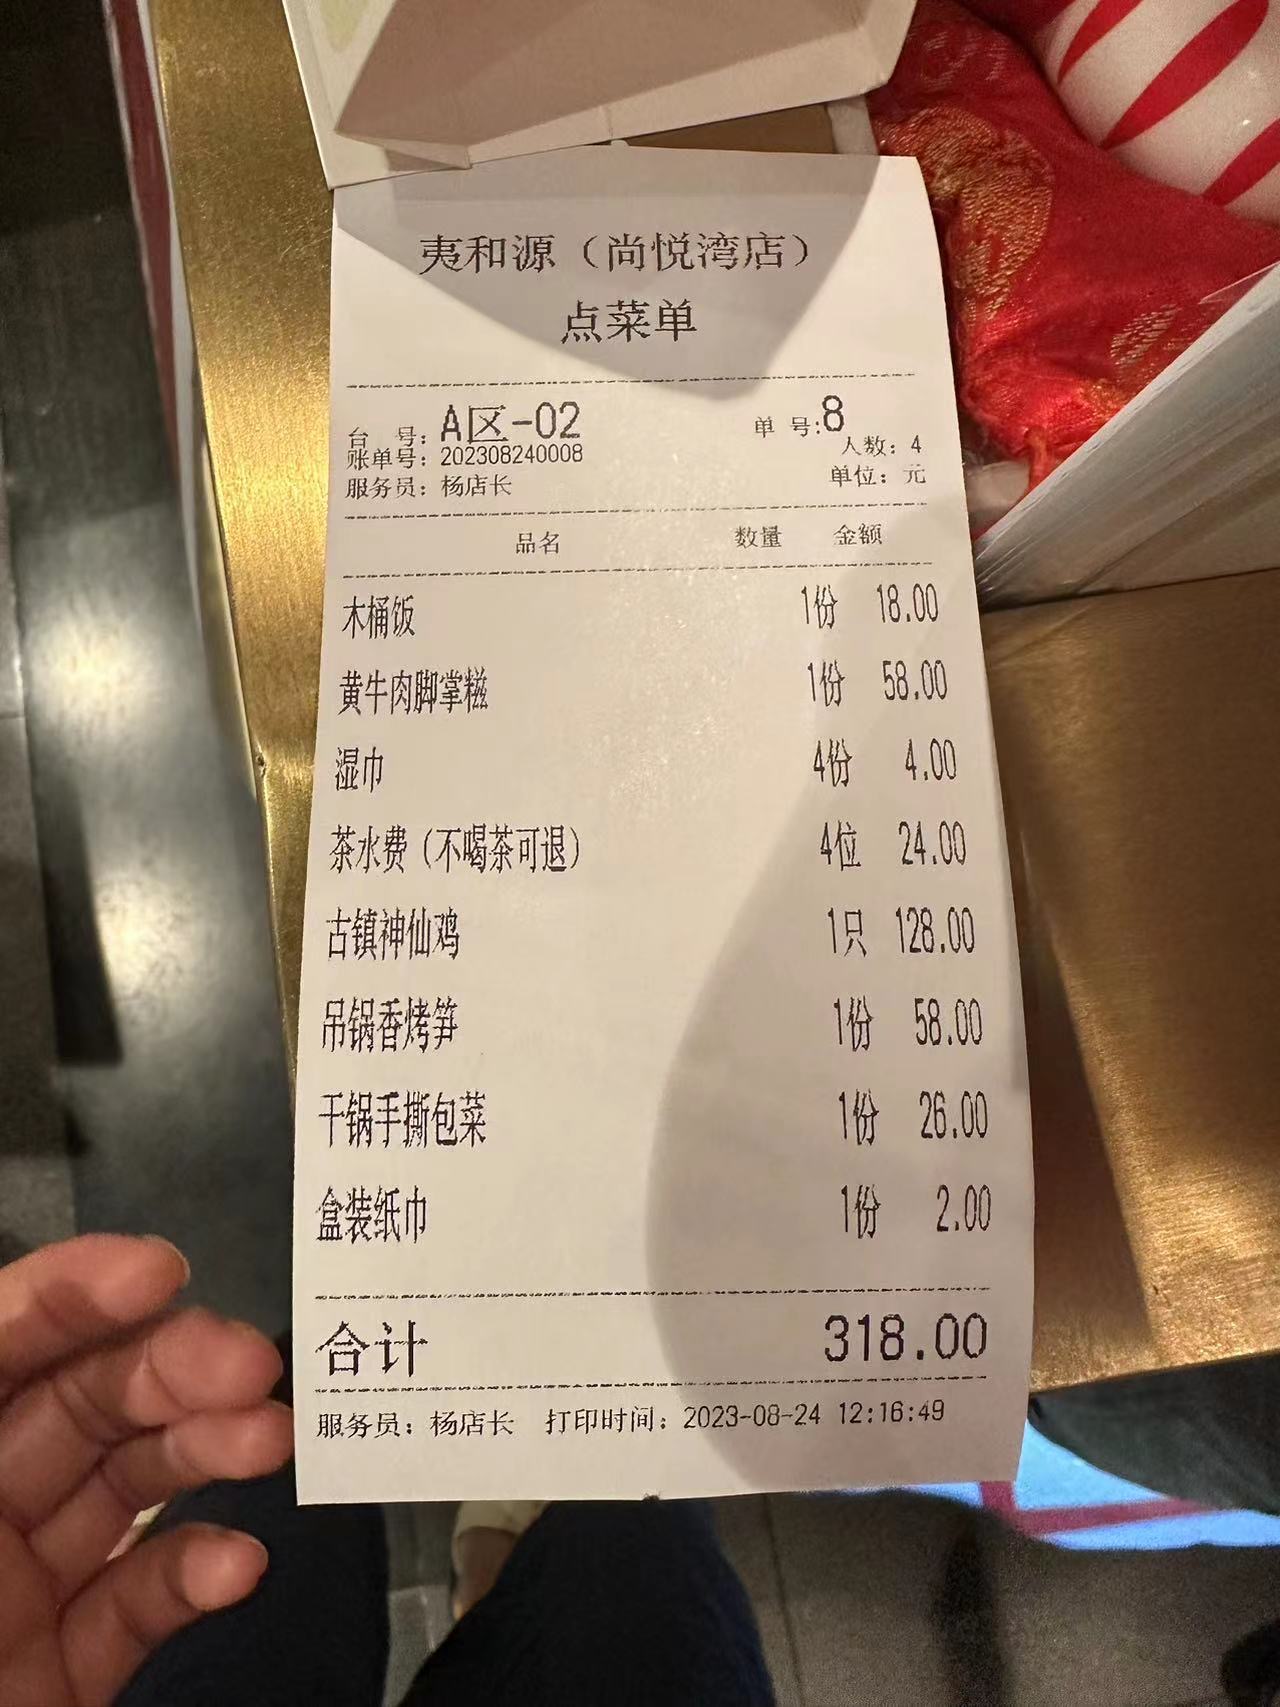 夷和源（尚悦湾店）
点菜单
台 号：A区-02 单 号:8
账单号：202308240008 人数：4
服务员：杨店长 单位：元
品名 数量 金额
木桶饭 1份 18.00
黄牛肉脚掌糍 1份 58.00
湿巾 4份 4.00
茶水费（不喝茶可退） 4位 24.00
古镇神仙鸡 1只 128.00
吊锅香烤笋 1份 58.00
干锅手撕包菜 1份 26.00
盒装纸巾 1份 2.00
合计 318.00
服务员：杨店长 打印时间：2023-08-24 12:16:49